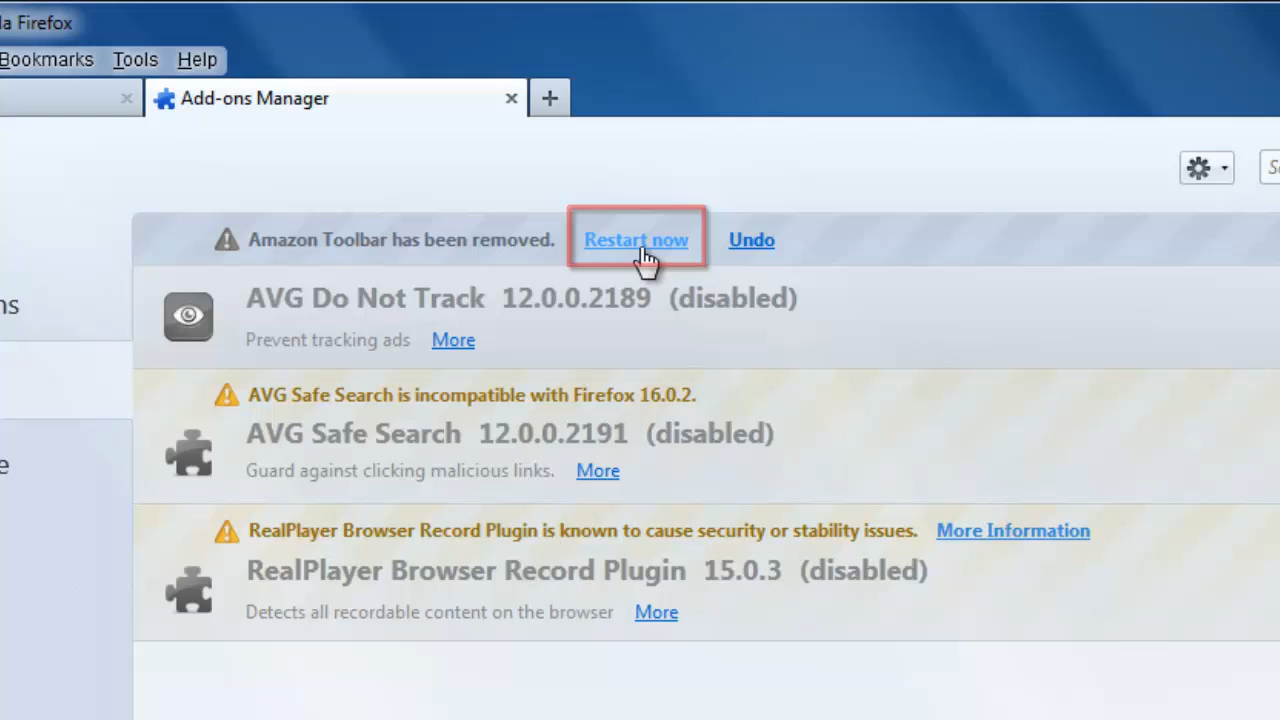 la Firefox
Bookmarks Tools Help
Add-ons Manager
Amazon Toolbar has been removed. Restart now Undo
AVG Do Not Track 12.0.0.2189 (disabled)
Prevent tracking ads More
ns
AVG Safe Search is incompatible with Firefox 16.0.2.
AVG Safe Search 12.0.0.2191 (disabled)
e
Guard against clicking malicious links. More
RealPlayer Browser Record Plugin is known to cause security or stability issues. More Information
RealPlayer Browser Record Plugin 15.0.3 (disabled)
Detects all recordable content on the browser More